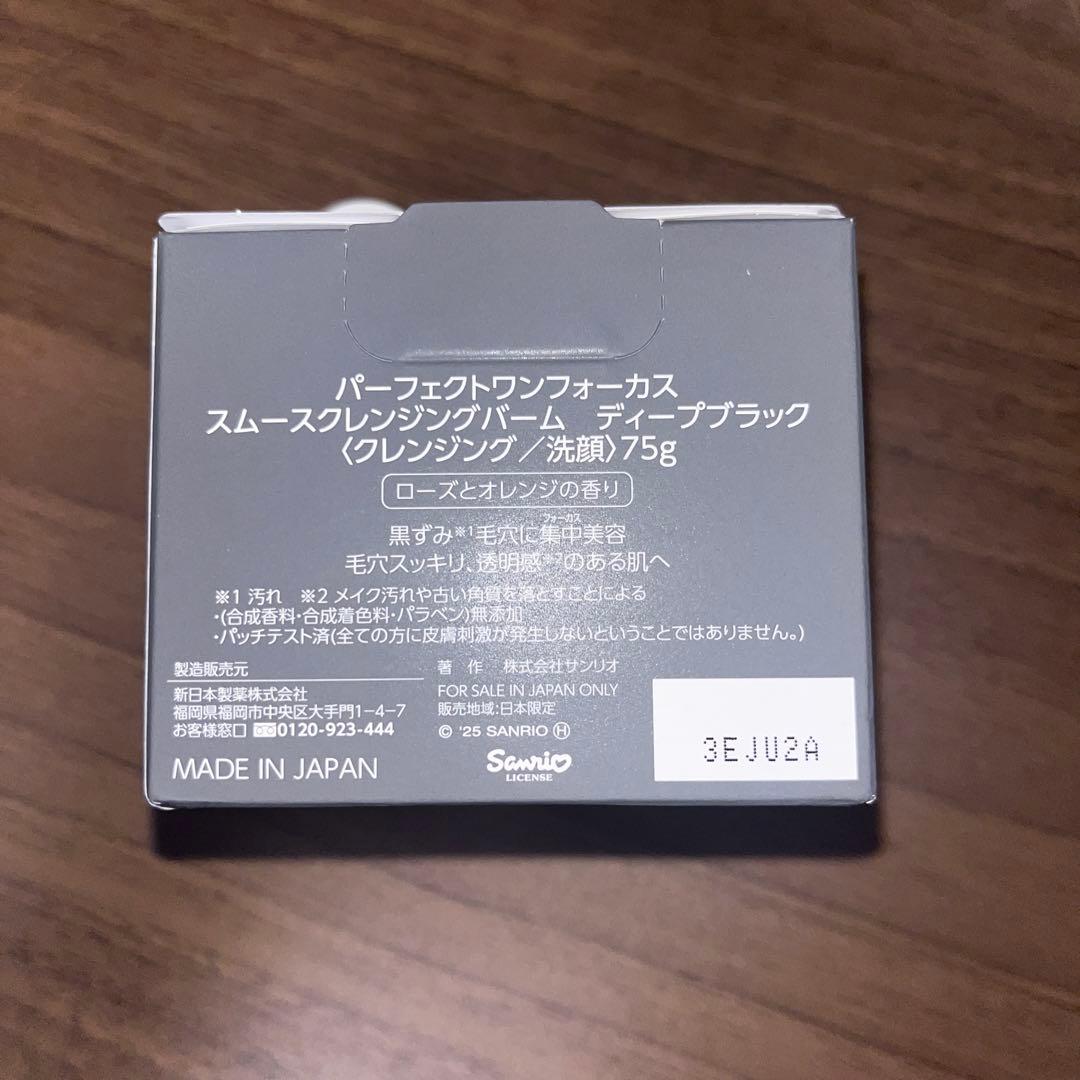 パーフェクトワンフォーカス
スムースクレンジングバーム　ディープブラック
〈クレンジング／洗顔〉75g
ローズとオレンジの香り
フォーカス
黒ずみ※1毛穴に集中美容
毛穴スッキリ、透明感※2のある肌へ
※1 汚れ　※2 メイク汚れや古い角質を落とすことによる
・(合成香料・合成着色料・パラベン)無添加
・パッチテスト済(全ての方に皮膚刺激が発生しないということではありません。)
製造販売元
新日本製薬株式会社
福岡県福岡市中央区大手門1-4-7
お客様窓口 0120-923-444
MADE IN JAPAN
著　作　株式会社サンリオ
FOR SALE IN JAPAN ONLY
販売地域:日本限定
© '25 SANRIO Ⓗ
Sanrio
LICENSE
3EJU2A